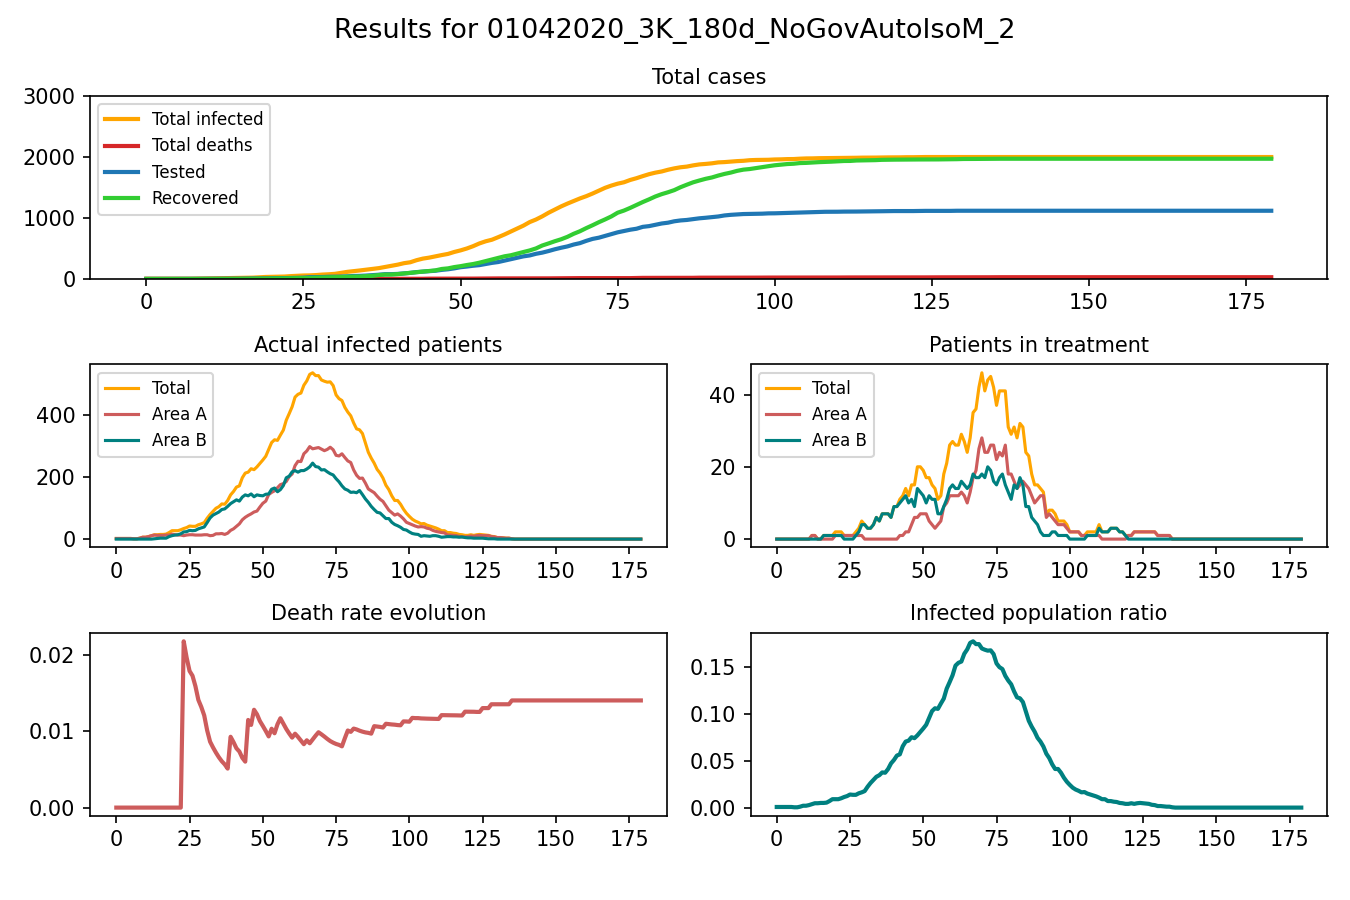 Results for 01042020_3K_180d_NoGovAutoIsoM_2
Total cases
3000
2000
1000
0
Total infected
Total deaths
Tested
Recovered
0 25 50 75 100 125 150 175
Actual infected patients
400
200
0
Total
Area A
Area B
0 25 50 75 100 125 150 175
Patients in treatment
40
20
0
Total
Area A
Area B
0 25 50 75 100 125 150 175
Death rate evolution
0.02
0.01
0.00
0 25 50 75 100 125 150 175
Infected population ratio
0.15
0.10
0.05
0.00
0 25 50 75 100 125 150 175